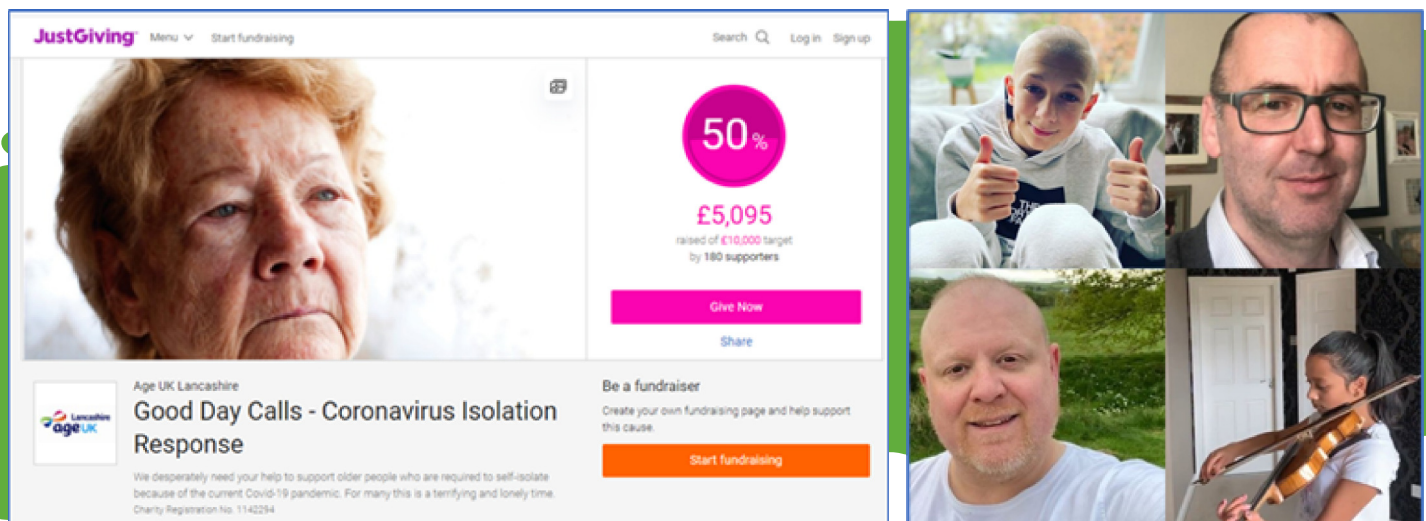 JustGiving Menu Start fundraising Search Log in Sign up
50%
£5,095
raised of £10,000 target
by 180 supporters
Give Now
Share
Age UK Lancashire
Good Day Calls - Coronavirus Isolation
Response
Lancashire
age UK
We desperately need your help to support older people who are required to self-isolate
because of the current Covid-19 pandemic. For many this is a terrifying and lonely time.
Charity Registration No. 1142294
Be a fundraiser
Create your own fundraising page and help support
this cause.
Start fundraising
THE